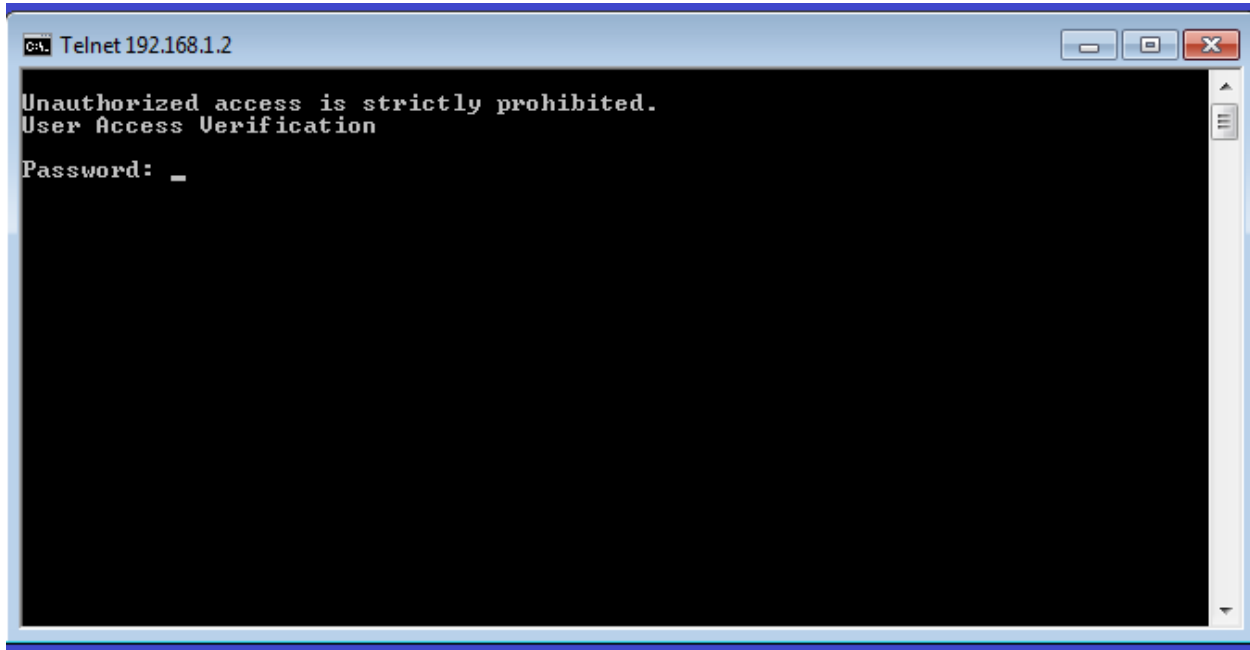 Telnet 192.168.1.2
Unauthorized access is strictly prohibited.
User Access Verification
Password: _